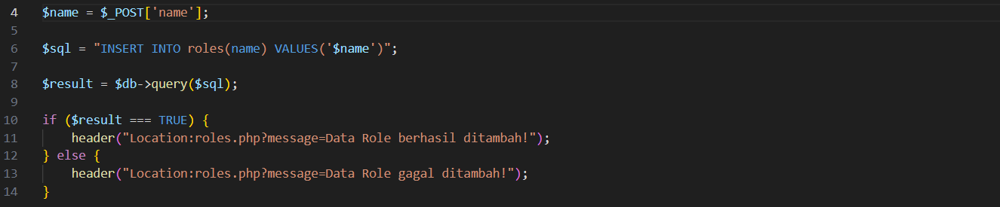 4 $name = $_POST['name'];
5
6 $sql = "INSERT INTO roles(name) VALUES('$name')";
7
8 $result = $db->query($sql);
9
10 if ($result === TRUE) {
11     header("Location:roles.php?message=Data Role berhasil ditambah!");
12 } else {
13     header("Location:roles.php?message=Data Role gagal ditambah!");
14 }